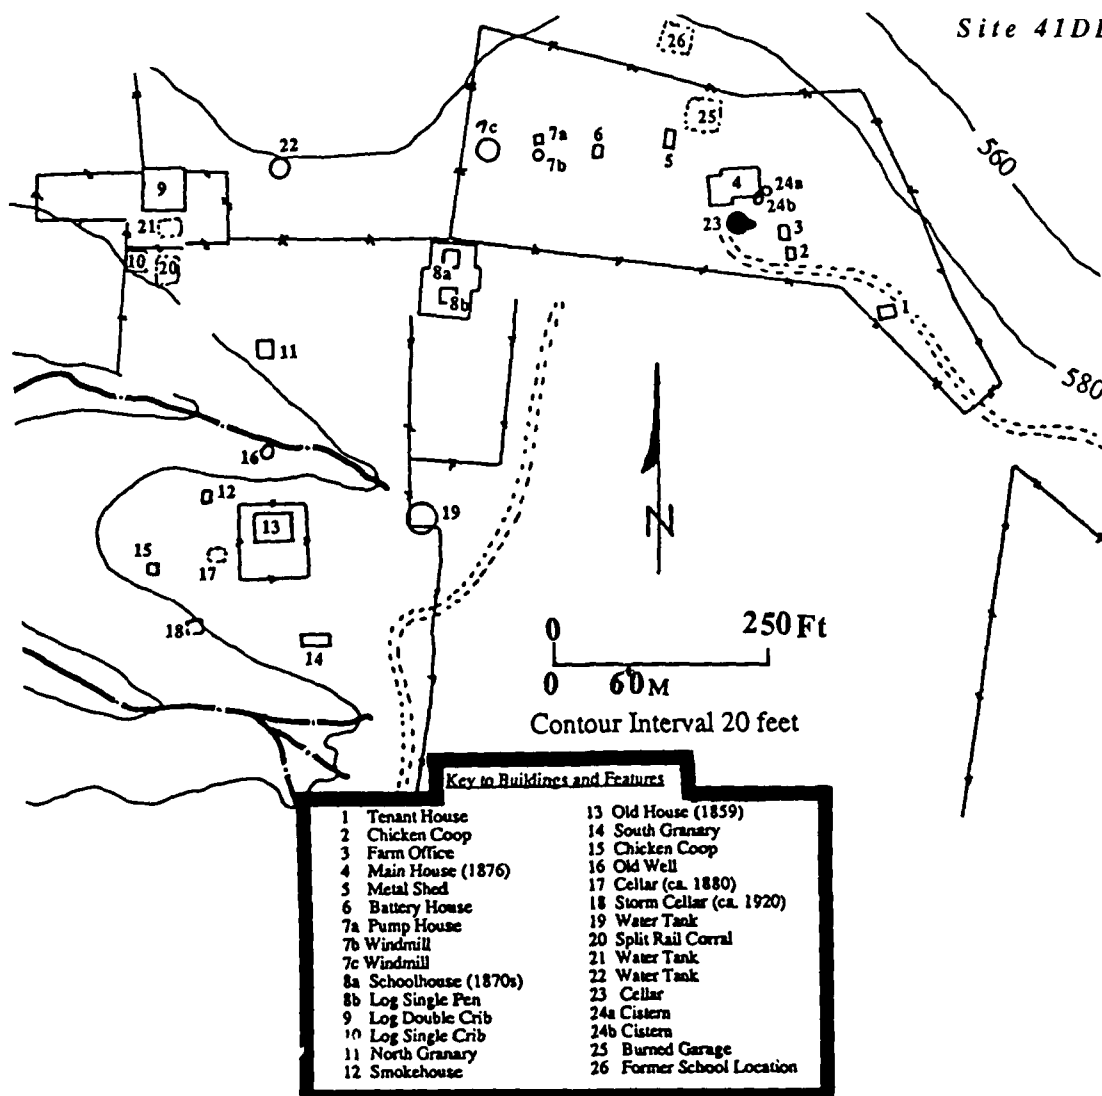 Site 41D
26
25
560
22
7c
7a
7b
6
5
9
4
24a
24b
21
23
3
2
10
20
8a
8b
1
11
580
16
12
13
19
15
17
18
14
N
0 250 Ft
0 60 M
Contour Interval 20 feet
Key to Buildings and Features
1 Tenant House
2 Chicken Coop
3 Farm Office
4 Main House (1876)
5 Metal Shed
6 Battery House
7a Pump House
7b Windmill
7c Windmill
8a Schoolhouse (1870s)
8b Log Single Pen
9 Log Double Crib
10 Log Single Crib
11 North Granary
12 Smokehouse
13 Old House (1859)
14 South Granary
15 Chicken Coop
16 Old Well
17 Cellar (ca. 1880)
18 Storm Cellar (ca. 1920)
19 Water Tank
20 Split Rail Corral
21 Water Tank
22 Water Tank
23 Cellar
24a Cistern
24b Cistern
25 Burned Garage
26 Former School Location